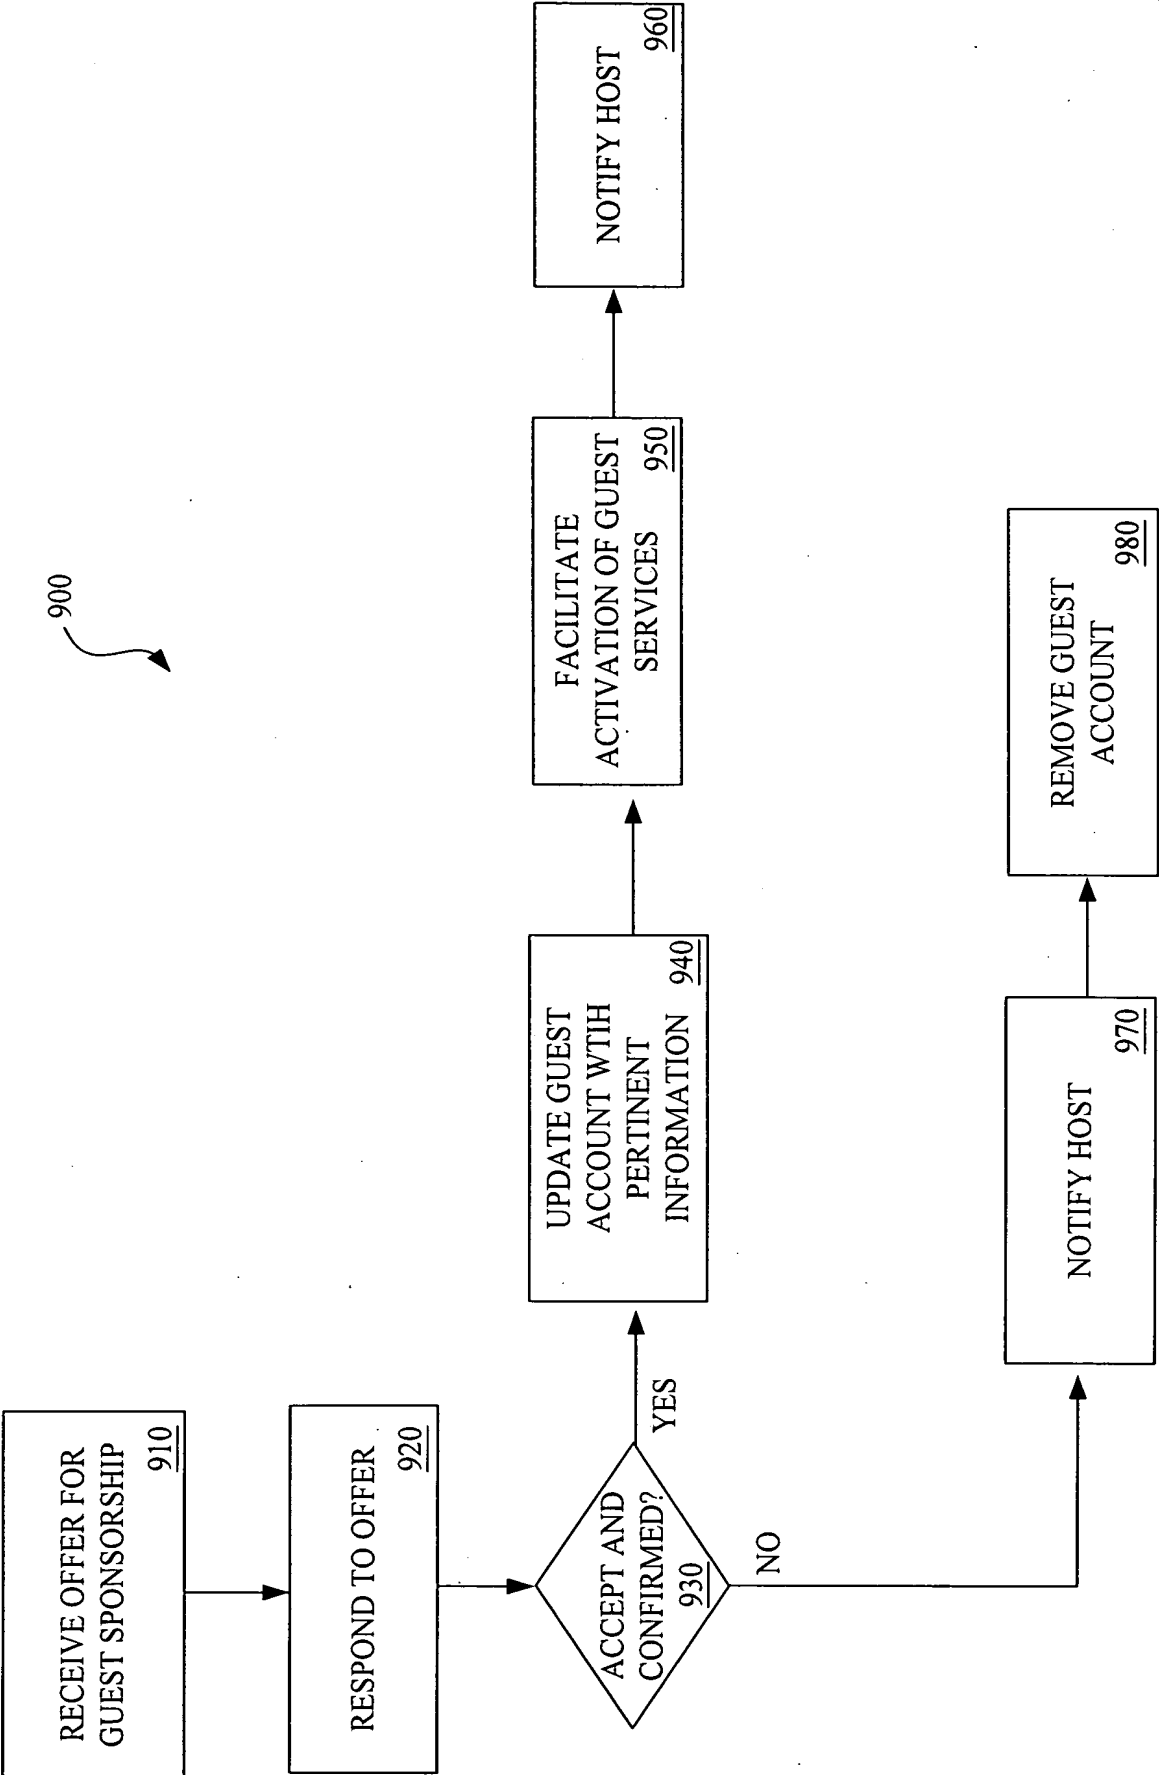 900
RECEIVE OFFER FOR
GUEST SPONSORSHIP
910
RESPOND TO OFFER
920
ACCEPT AND
CONFIRMED?
930
YES
NO
UPDATE GUEST
ACCOUNT WTIH
PERTINENT
INFORMATION
940
FACILITATE
ACTIVATION OF GUEST
SERVICES
950
NOTIFY HOST
960
NOTIFY HOST
970
REMOVE GUEST
ACCOUNT
980